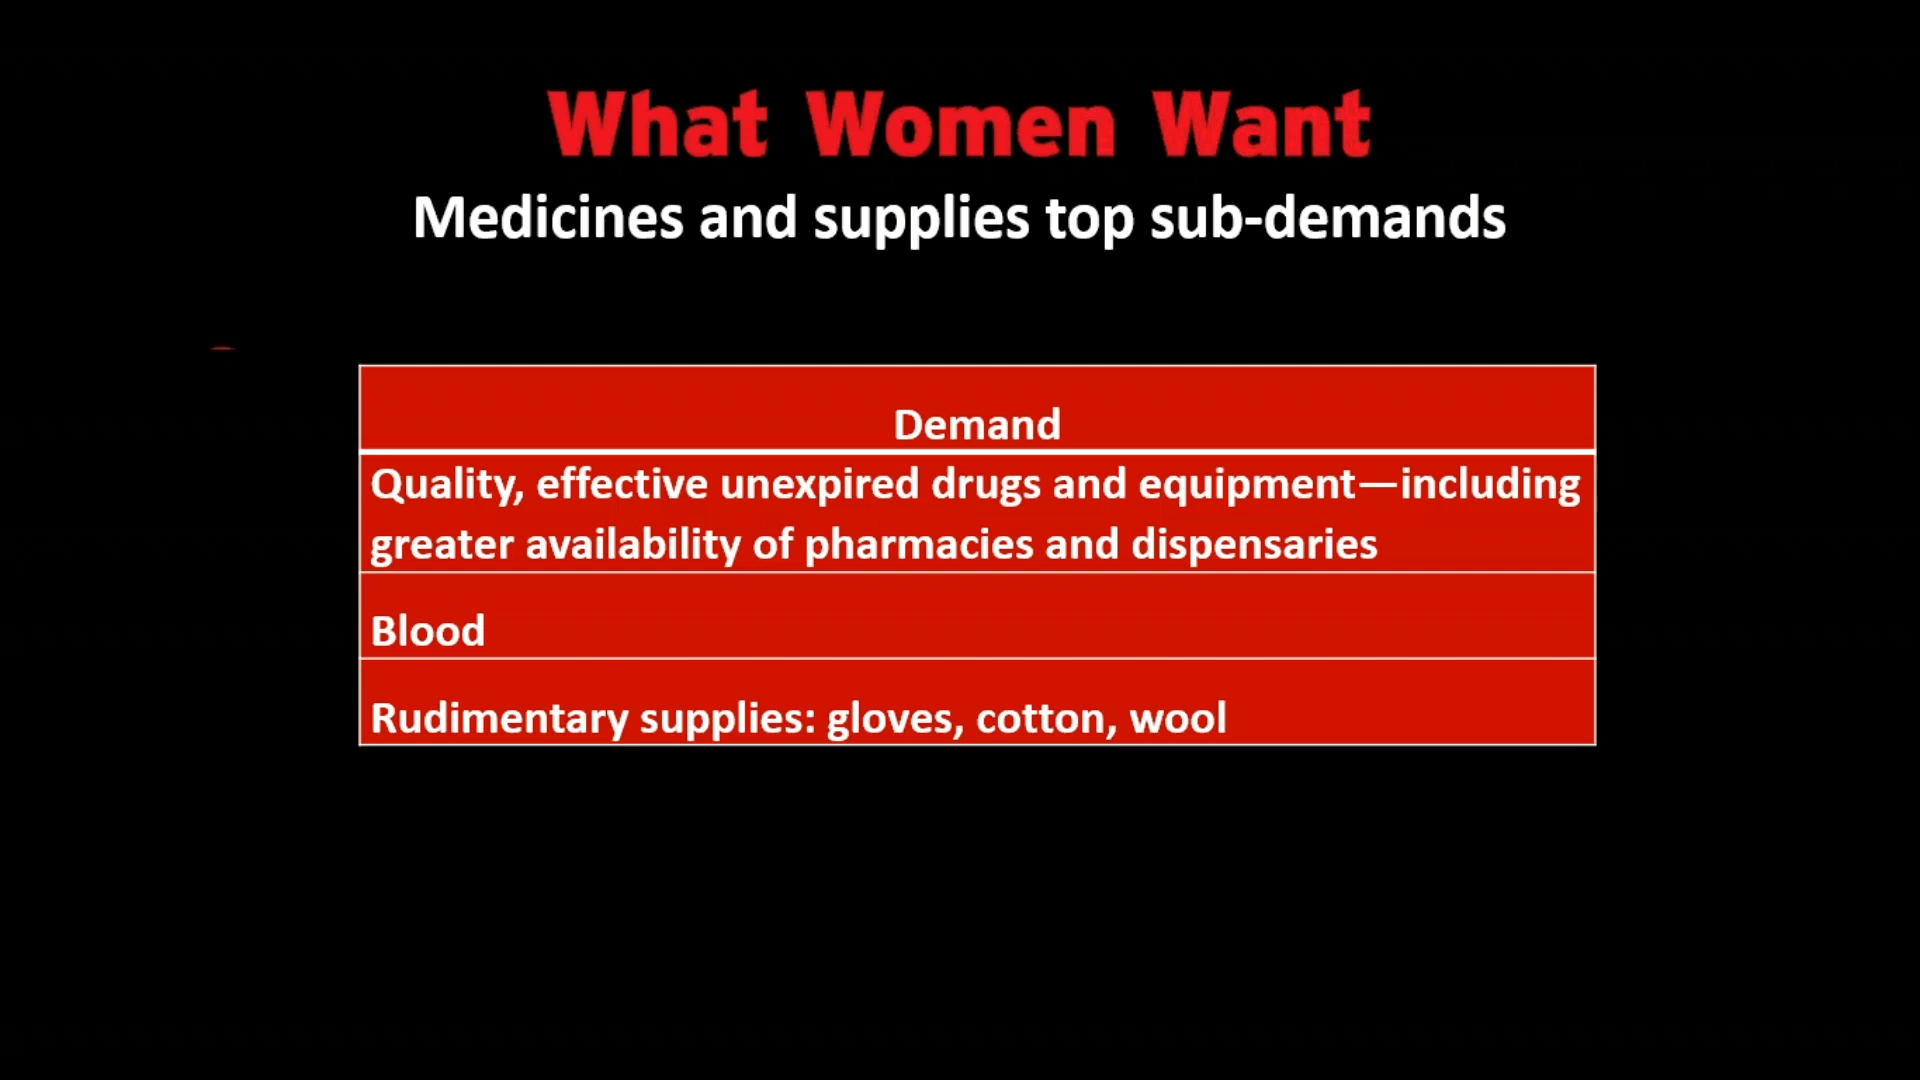 What Women Want
Medicines and supplies top sub-demands
Demand
Quality, effective unexpired drugs and equipment—including
greater availability of pharmacies and dispensaries
Blood
Rudimentary supplies: gloves, cotton, wool